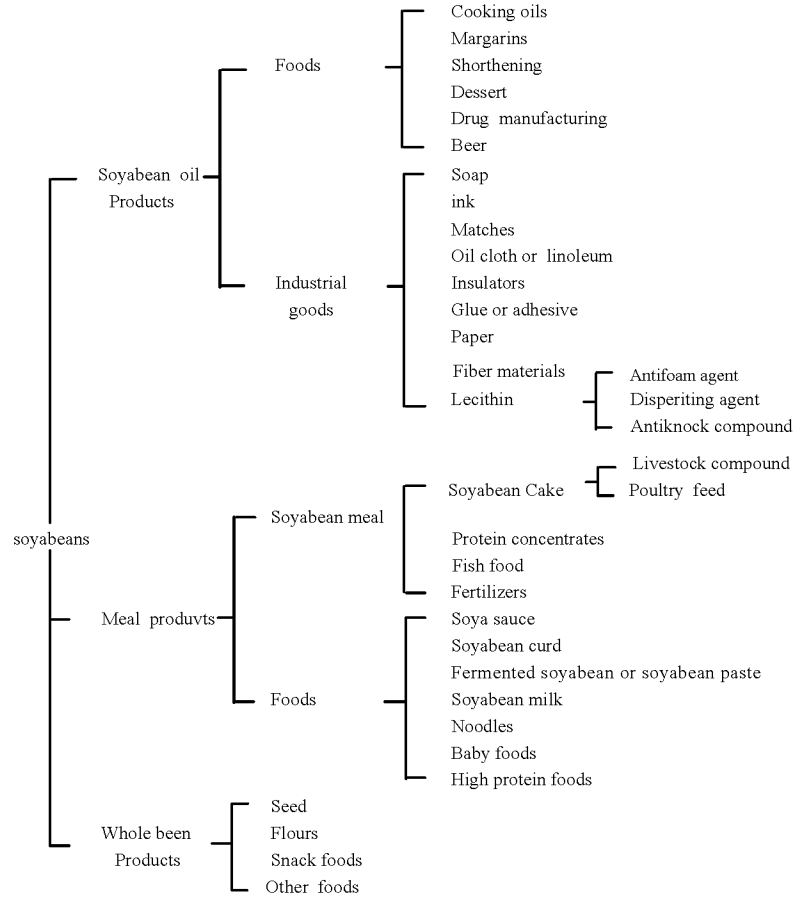 Cooking oils
Margarins
Foods
Shorthening
Dessert
Drug manufacturing
Beer
Soyabean oil
Products
Soap
ink
Matches
Oil cloth or linoleum
Industrial
goods
Insulators
Glue or adhesive
Paper
Fiber materials
Lecithin
Antifoam agent
Disperiting agent
Antiknock compound
soyabeans
Meal produvts
Soyabean meal
Soyabean Cake
Livestock compound
Poultry feed
Protein concentrates
Fish food
Fertilizers
Foods
Soya sauce
Soyabean curd
Fermented soyabean or soyabean paste
Soyabean milk
Noodles
Baby foods
High protein foods
Whole been
Products
Seed
Flours
Snack foods
Other foods